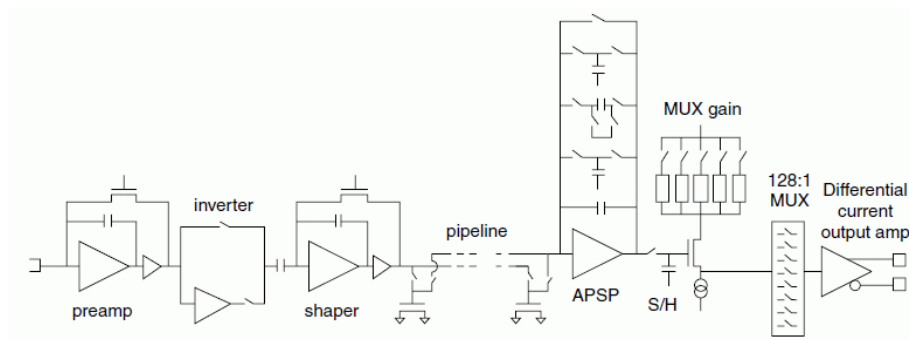 MUX gain
128:1
MUX
Differential
current
output amp
inverter
pipeline
preamp
shaper
APSP
S/H